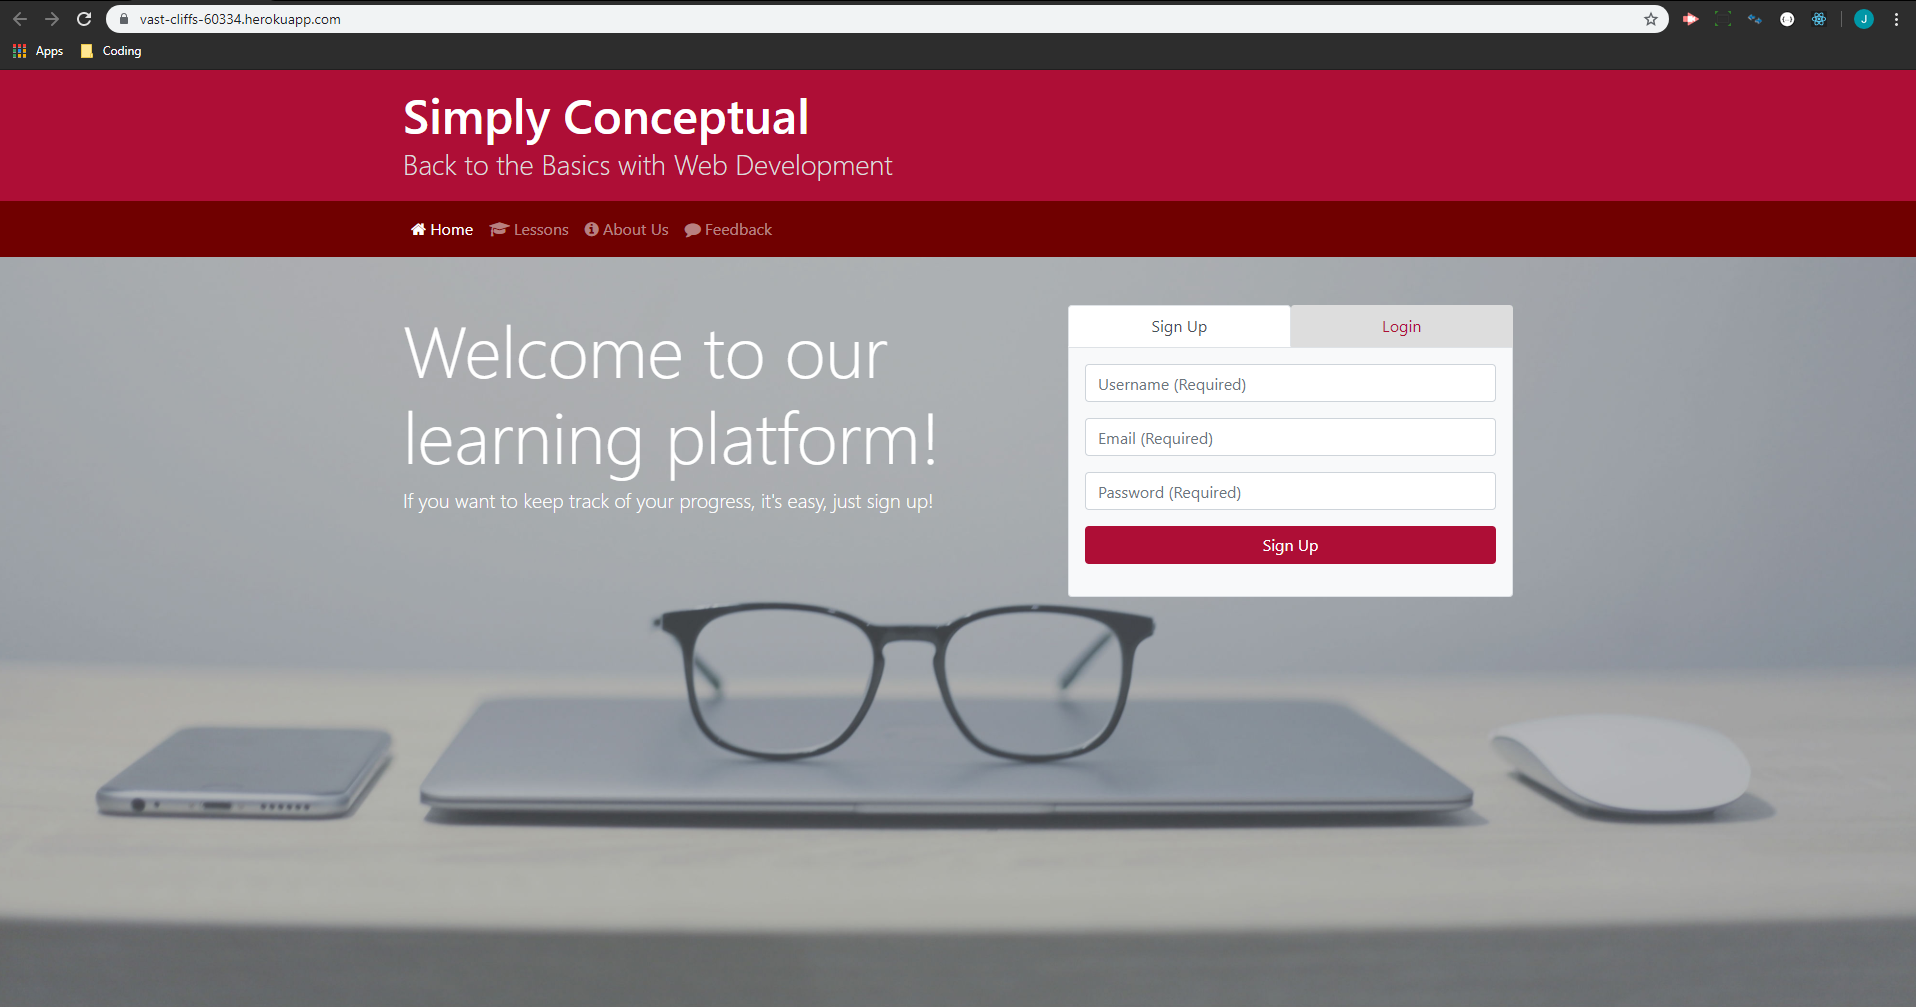 vast-cliffs-60334.herokuapp.com
J
Apps
Coding
Simply Conceptual
Back to the Basics with Web Development
Home
Lessons
About Us
Feedback
Welcome to our
learning platform!
If you want to keep track of your progress, it's easy, just sign up!
Sign Up
Login
Username (Required)
Email (Required)
Password (Required)
Sign Up